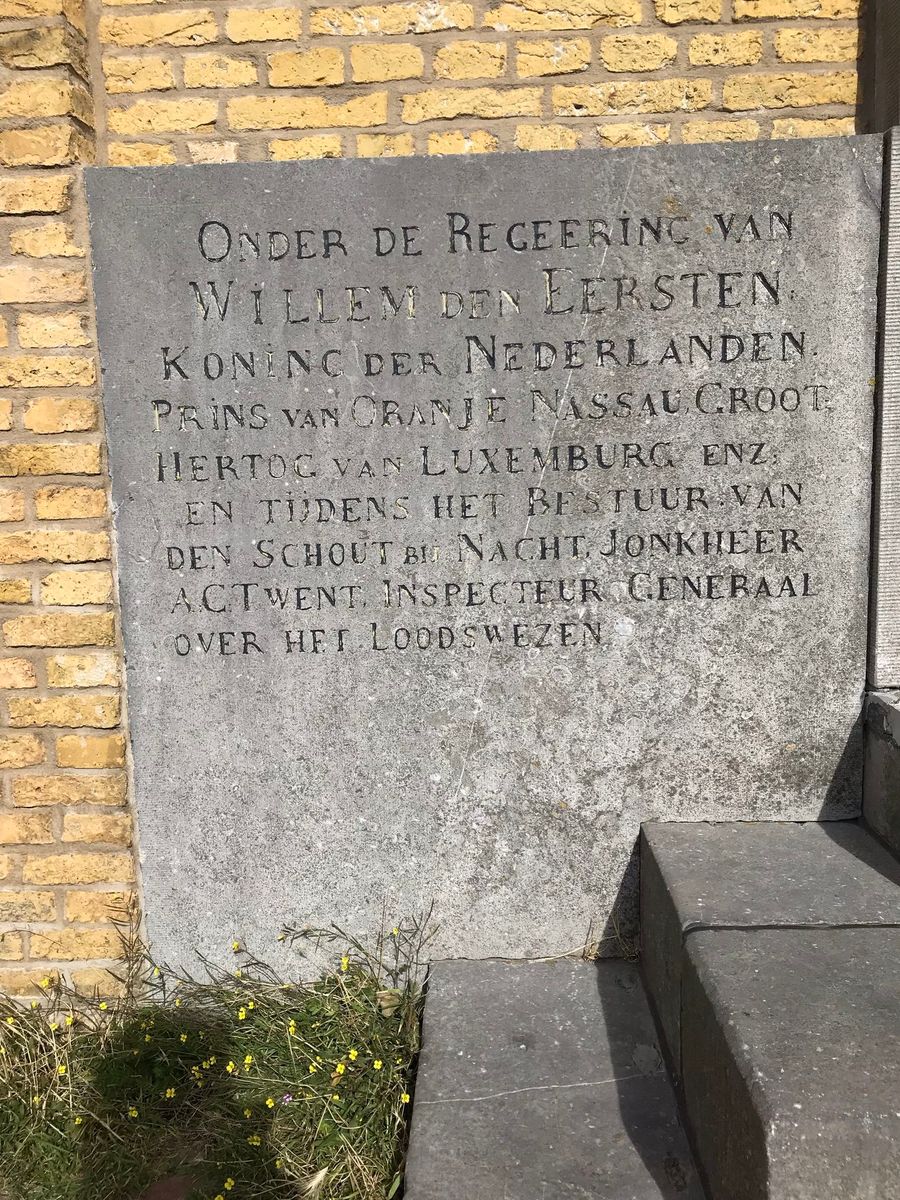 ONDER DE REGEERING VAN
WILLEM DEN EERSTEN.
KONING DER NEDERLANDEN.
PRINS VAN ORANJE NASSAU, GROOT,
HERTOG VAN LUXEMBURG ENZ;
EN TIJDENS HET BESTUUR VAN
DEN SCHOUT BIJ NACHT, JONKHEER
A.C.TWENT, INSPECTEUR GENERAAL
OVER HET LOODSWEZEN.